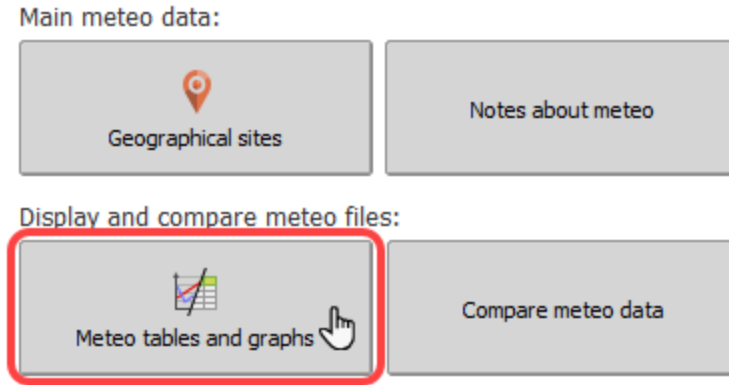 Main meteo data:
Geographical sites
Notes about meteo
Display and compare meteo files:
Meteo tables and graphs
Compare meteo data